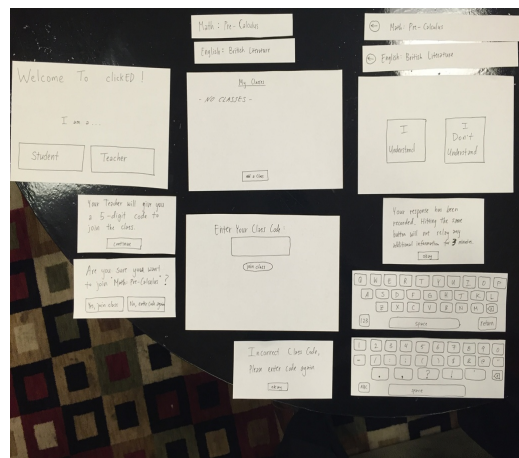 Welcome To clickED!
I am a...
Student
Teacher
Your Teacher will give you
a 5-digit code to
join the class
continue
Are you sure you want
to join "Math: Pre-Calculus"?
Yes, join class
No, enter code again
Math: Pre-Calculus
English: British Literature
My Classes
- NO CLASSES -
Add a Class
Enter Your Class Code:
join class
Incorrect Class Code,
Please enter code again
okay
Math: Pre-Calculus
English: British Literature
I
Understand
I
Don't
Understand
Your response has been
recorded. Hitting the same
button will not relay any
additional information for 3 minutes.
okay
Q W E R T Y U I O P
A S D F G H J K L
Z X C V B N M
123
space
return
1 2 3 4 5 6 7 8 9 0
space